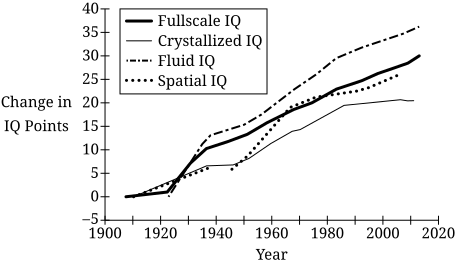 40
35
30
25
20
15
10
5
0
−5
Change in
IQ Points
Fullscale IQ
Crystallized IQ
Fluid IQ
Spatial IQ
1900 1920 1940 1960 1980 2000 2020
Year